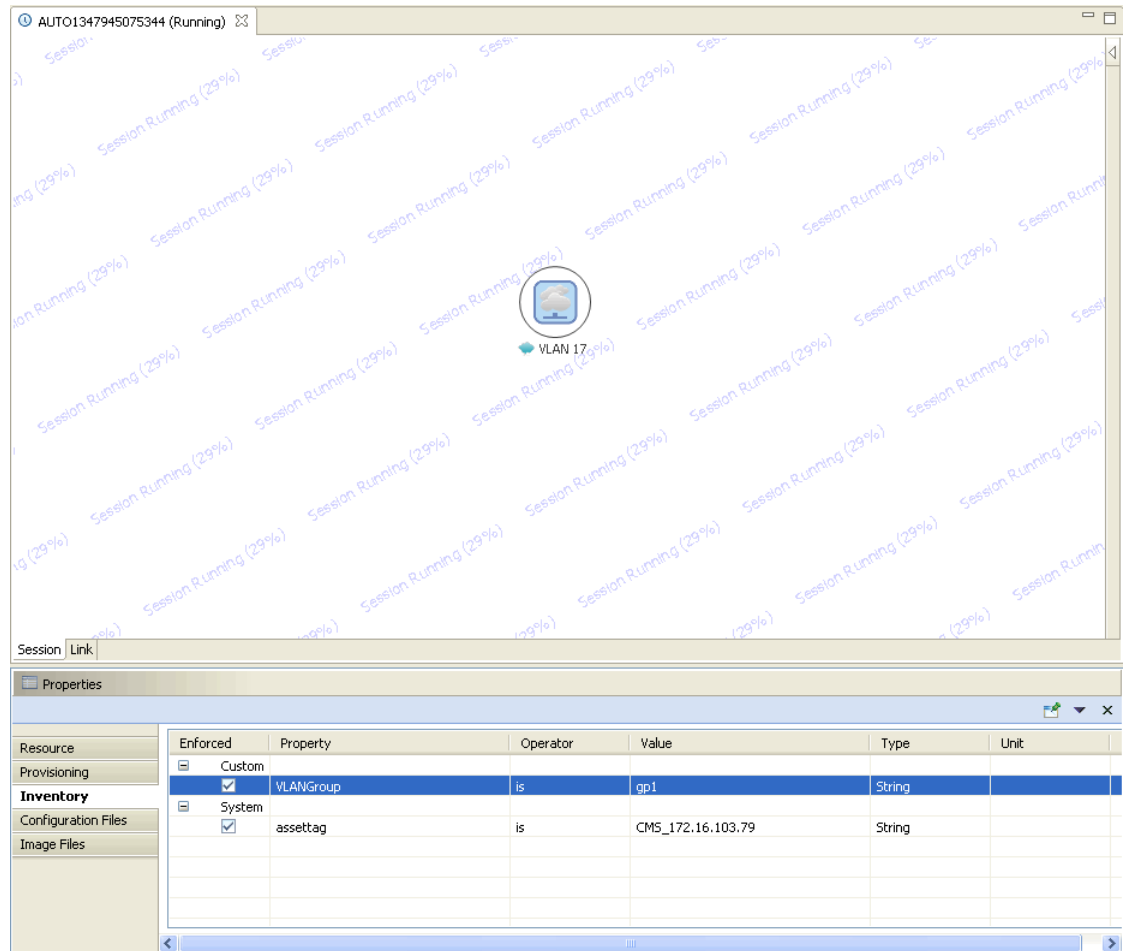 AUTO1347945075344 (Running)
Session Running (29%)
VLAN 17
Session Link
Properties
Resource
Provisioning
Inventory
Configuration Files
Image Files
Enforced Property Operator Value Type Unit
Custom
VLANGroup is gp1 String
System
assettag is CMS_172.16.103.79 String